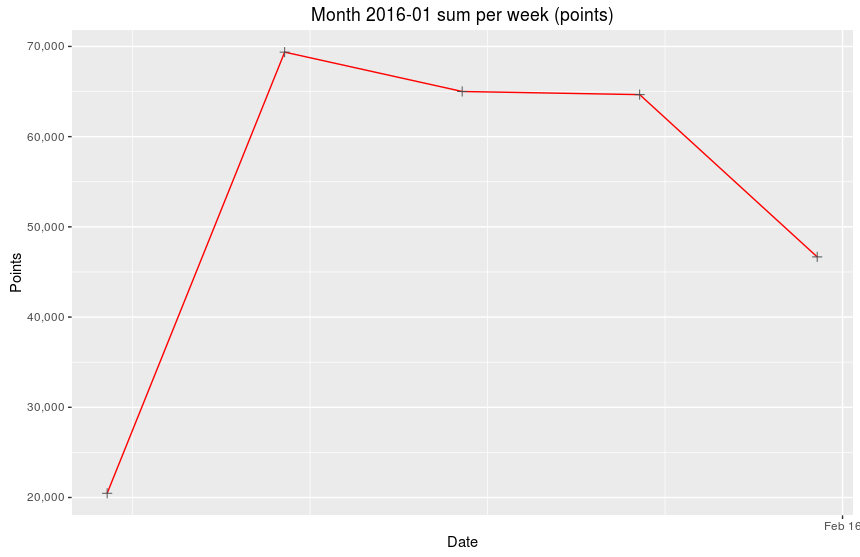 Month 2016-01 sum per week (points)
70,000
60,000
50,000
40,000
30,000
20,000
Points
Feb 16
Date